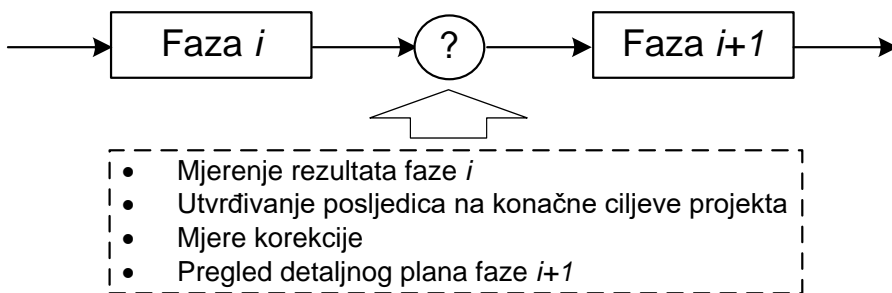 Faza i
?
Faza i+1
• Mjerenje rezultata faze i
• Utvrđivanje posljedica na konačne ciljeve projekta
• Mjere korekcije
• Pregled detaljnog plana faze i+1